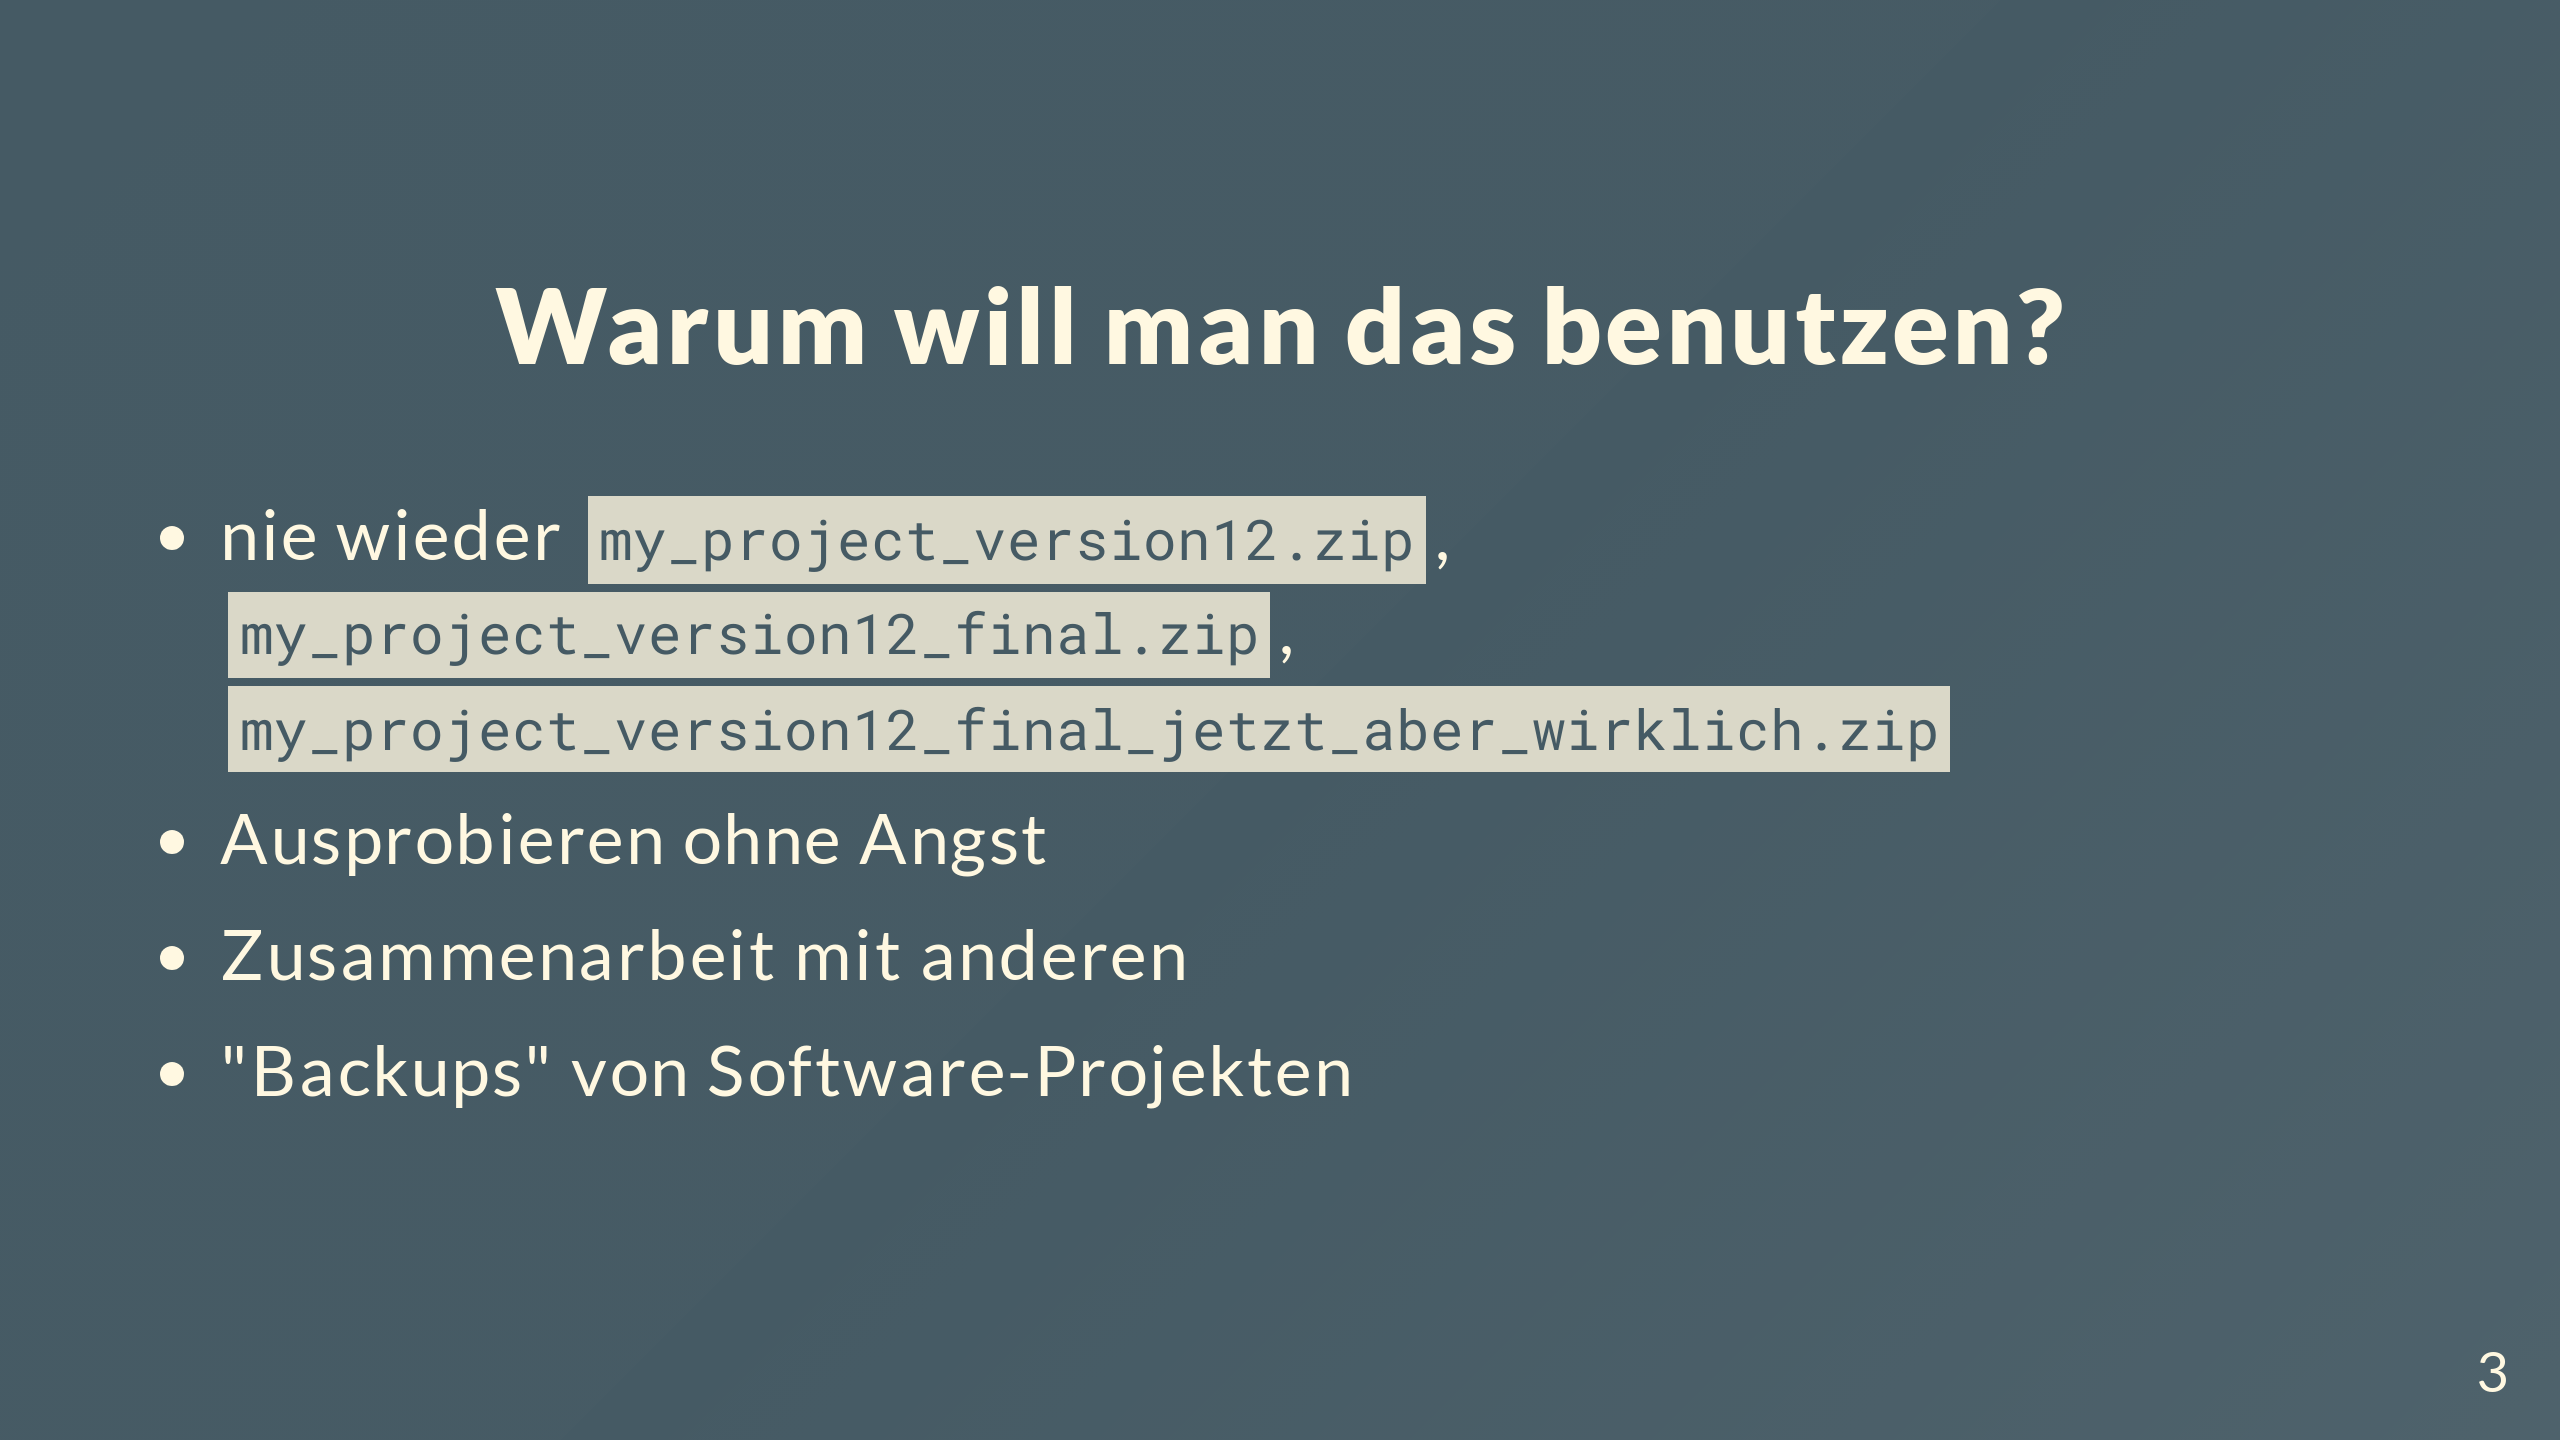 Warum will man das benutzen?
• nie wieder my_project_version12.zip,
my_project_version12_final.zip,
my_project_version12_final_jetzt_aber_wirklich.zip
• Ausprobieren ohne Angst
• Zusammenarbeit mit anderen
• "Backups" von Software-Projekten
3